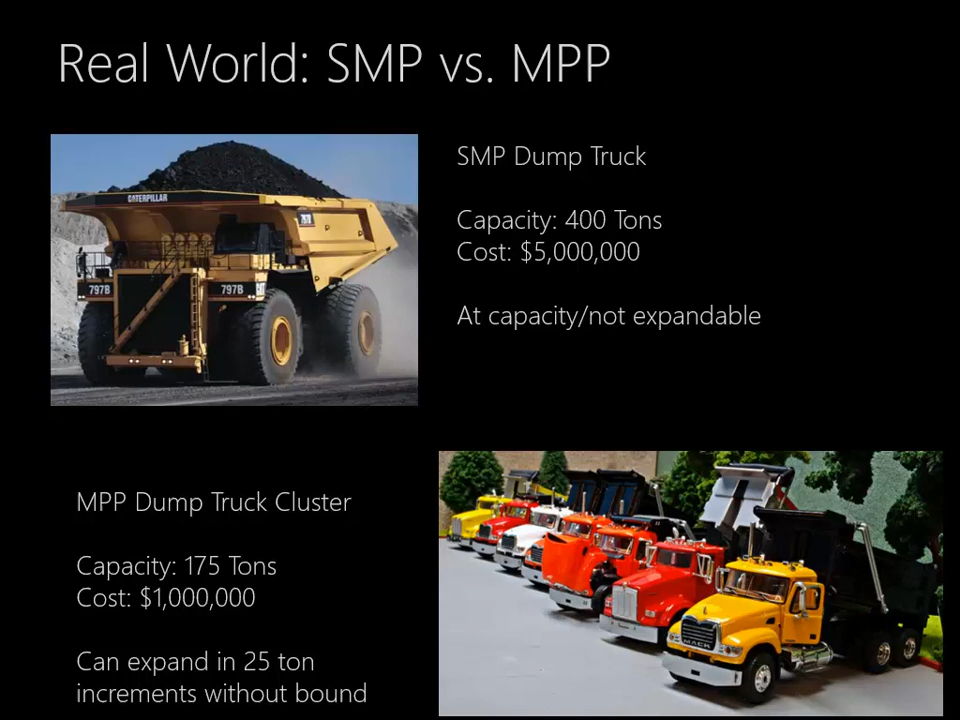 Real World: SMP vs. MPP
CATERPILLAR
797B
797B
CAT
SMP Dump Truck
Capacity: 400 Tons
Cost: $5,000,000
At capacity/not expandable
MPP Dump Truck Cluster
Capacity: 175 Tons
Cost: $1,000,000
Can expand in 25 ton
increments without bound
MACK